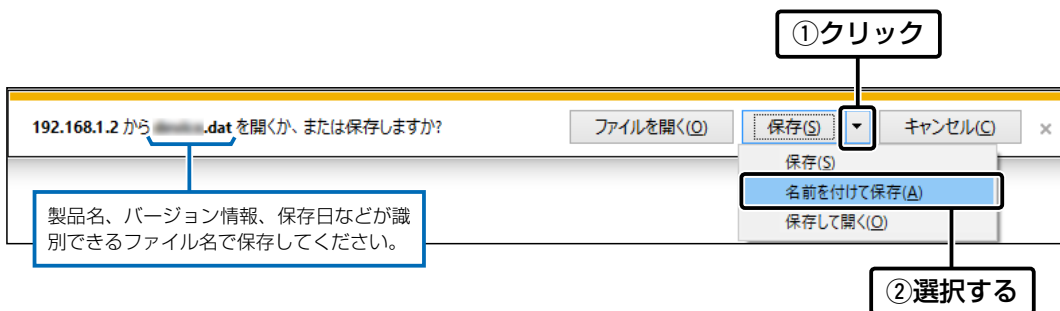 ①クリック
192.168.1.2 から .dat を開くか、または保存しますか?
ファイルを開く(O)
保存(S)
キャンセル(C)
×
保存(S)
名前を付けて保存(A)
保存して開く(O)
製品名、バージョン情報、保存日などが識
別できるファイル名で保存してください。
②選択する